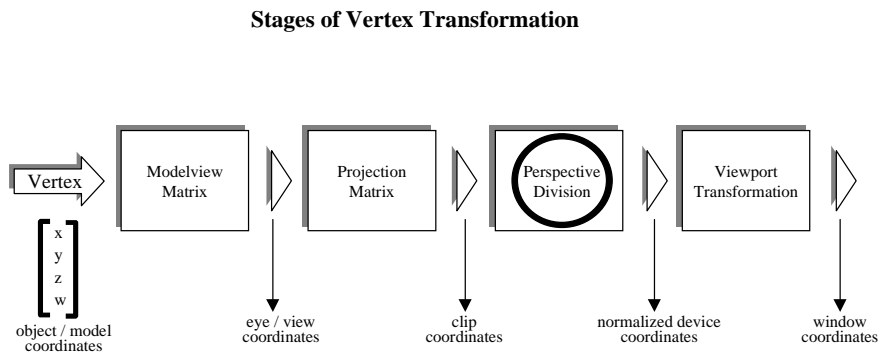 Stages of Vertex Transformation
Vertex
Modelview
Matrix
Projection
Matrix
Perspective
Division
Viewport
Transformation
x
y
z
w
object / model
coordinates
eye / view
coordinates
clip
coordinates
normalized device
coordinates
window
coordinates